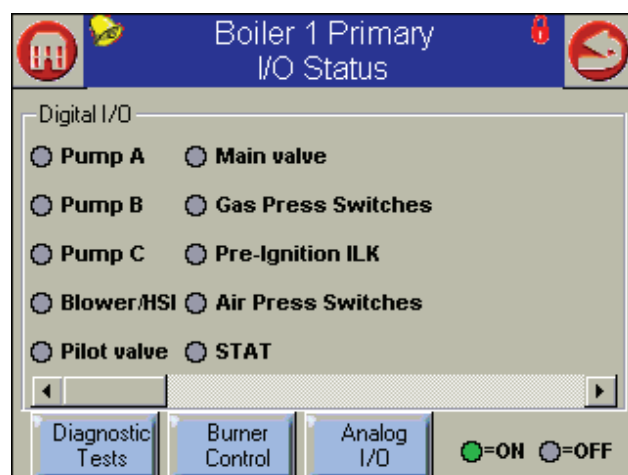 Boiler 1 Primary
I/O Status
Digital I/O
Pump A
Main valve
Pump B
Gas Press Switches
Pump C
Pre-Ignition ILK
Blower/HSI
Air Press Switches
Pilot valve
STAT
Diagnostic
Tests
Burner
Control
Analog
I/O
=ON
=OFF